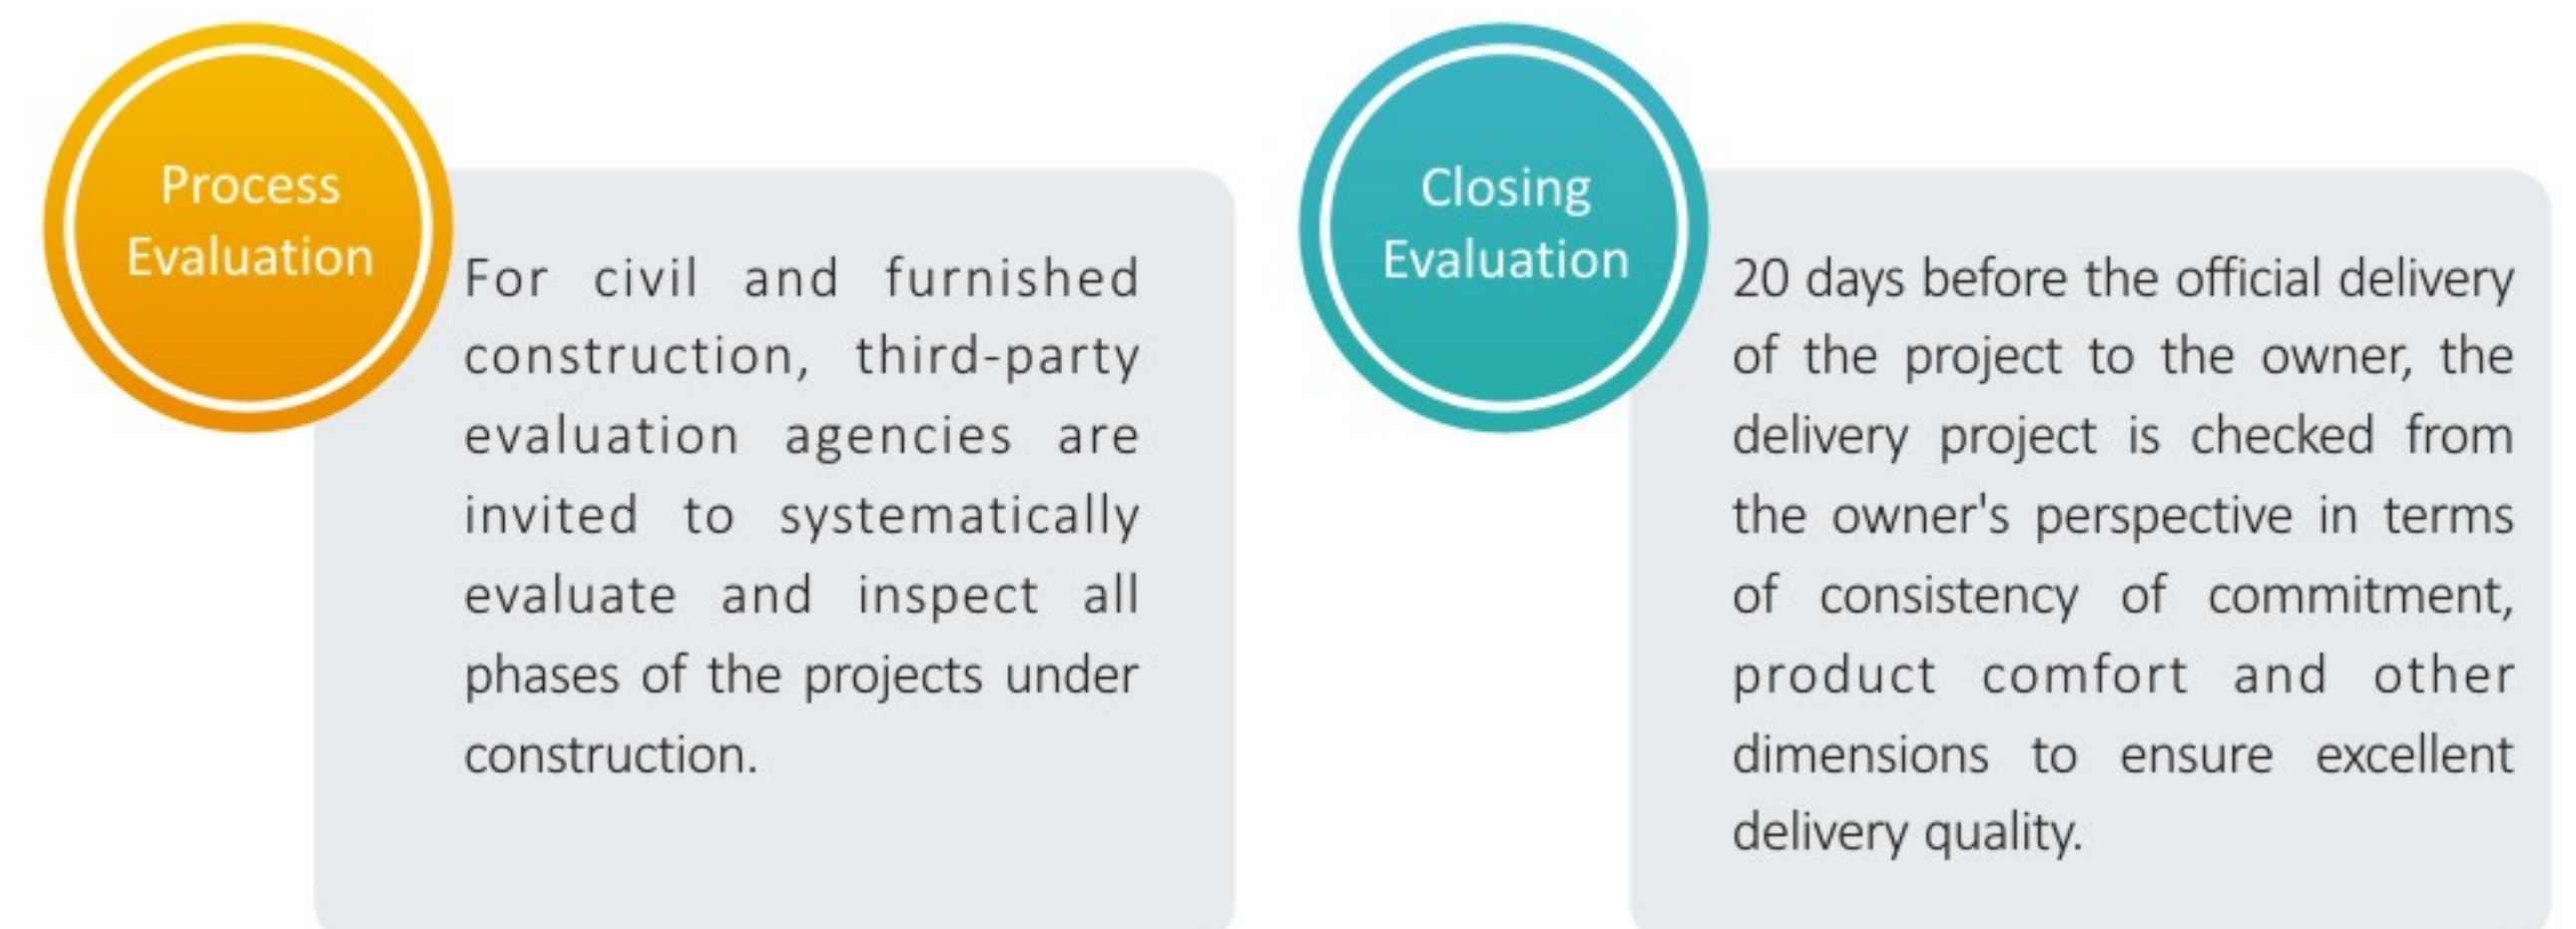 Process
Evaluation
For civil and furnished
construction, third-party
evaluation agencies are
invited to systematically
evaluate and inspect all
phases of the projects under
construction.
Closing
Evaluation
20 days before the official delivery
of the project to the owner, the
delivery project is checked from
the owner's perspective in terms
of consistency of commitment,
product comfort and other
dimensions to ensure excellent
delivery quality.